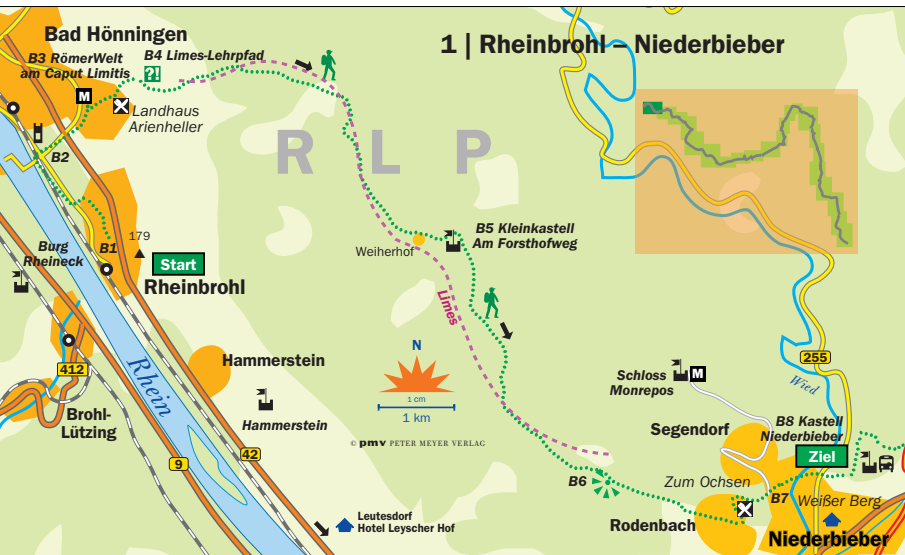 1 | Rheinbrohl – Niederbieber
Bad Hönningen
B3 RömerWelt
am Caput Limitis
B4 Limes-Lehrpfad
M
Landhaus
Arienheller
R L P
B2
B5 Kleinkastell
Am Forsthofweg
Weiherhof
Limes
Burg
Rheineck
B1
179
Start
Rheinbrohl
Rhein
Hammerstein
Hammerstein
412
Brohl-
Lützing
9
42
N
1 cm
1 km
© pmv PETER MEYER VERLAG
Leutesdorf
Hotel Leyscher Hof
255
Wied
Schloss
Monrepos
M
Segendorf
B8 Kastell
Niederbieber
Ziel
B6
Zum Ochsen
B7
Weißer Berg
Rodenbach
Niederbieber